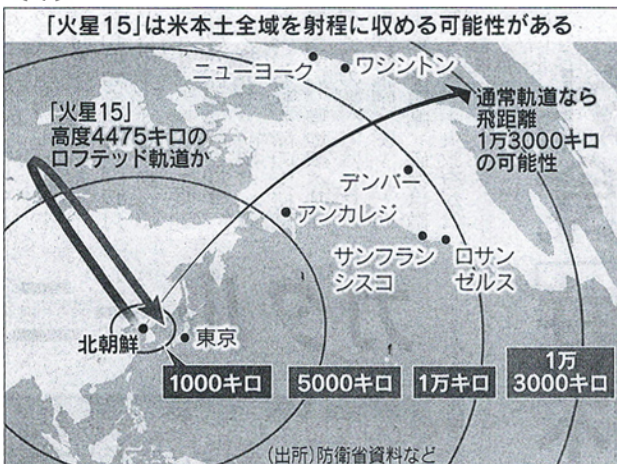 「火星15」は米本土全域を射程に収める可能性がある
ニューヨーク
ワシントン
「火星15」
高度4475キロの
ロフテッド軌道か
通常軌道なら
飛距離
1万3000キロ
の可能性
デンバー
アンカレジ
サンフラン
シスコ
ロサン
ゼルス
北朝鮮
東京
1000キロ
5000キロ
1万キロ
1万
3000キロ
(出所)防衛省資料など